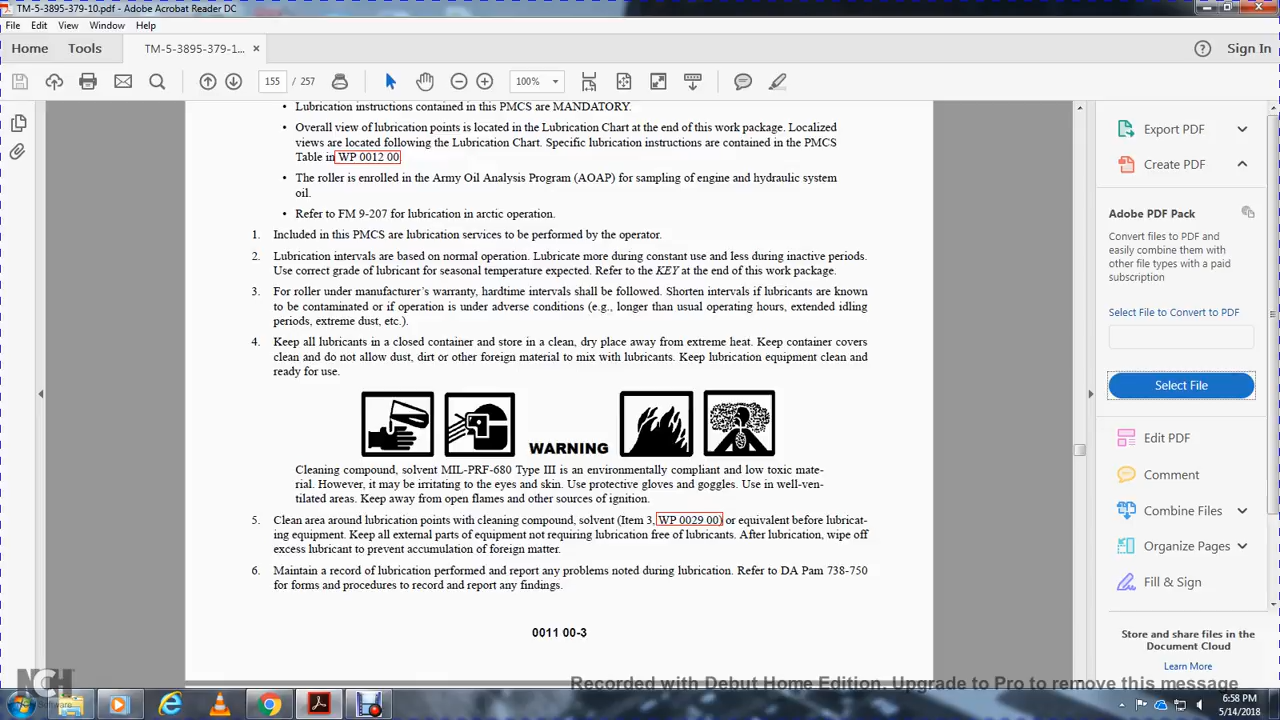 TM-5-3895-379-10.pdf - Adobe Acrobat Reader DC
File Edit View Window Help
Home Tools TM-5-3895-379-1... × Sign In
155 / 257 100%
• Lubrication instructions contained in this PMCS are MANDATORY.
• Overall view of lubrication points is located in the Lubrication Chart at the end of this work package. Localized
views are located following the Lubrication Chart. Specific lubrication instructions are contained in the PMCS
Table in WP 0012 00
• The roller is enrolled in the Army Oil Analysis Program (AOAP) for sampling of engine and hydraulic system
oil.
• Refer to FM 9-207 for lubrication in arctic operation.
1. Included in this PMCS are lubrication services to be performed by the operator.
2. Lubrication intervals are based on normal operation. Lubricate more during constant use and less during inactive periods.
Use correct grade of lubricant for seasonal temperature expected. Refer to the KEY at the end of this work package.
3. For roller under manufacturer's warranty, hardtime intervals shall be followed. Shorten intervals if lubricants are known
to be contaminated or if operation is under adverse conditions (e.g., longer than usual operating hours, extended idling
periods, extreme dust, etc.).
4. Keep all lubricants in a closed container and store in a clean, dry place away from extreme heat. Keep container covers
clean and do not allow dust, dirt or other foreign material to mix with lubricants. Keep lubrication equipment clean and
ready for use.
WARNING
Cleaning compound, solvent MIL-PRF-680 Type III is an environmentally compliant and low toxic mate-
rial. However, it may be irritating to the eyes and skin. Use protective gloves and goggles. Use in well-ven-
tilated areas. Keep away from open flames and other sources of ignition.
5. Clean area around lubrication points with cleaning compound, solvent (Item 3, WP 0029 00) or equivalent before lubricat-
ing equipment. Keep all external parts of equipment not requiring lubrication free of lubricants. After lubrication, wipe off
excess lubricant to prevent accumulation of foreign matter.
6. Maintain a record of lubrication performed and report any problems noted during lubrication. Refer to DA Pam 738-750
for forms and procedures to record and report any findings.
0011 00-3
Export PDF
Create PDF
Adobe PDF Pack
Convert files to PDF and
easily combine them with
other file types with a paid
subscription
Select File to Convert to PDF
Select File
Edit PDF
Comment
Combine Files
Organize Pages
Fill & Sign
Store and share files in the
Document Cloud
Learn More
NCH
Software
Recorded with Debut Home Edition. Upgrade to Pro to remove this message
6:58 PM
5/14/2018